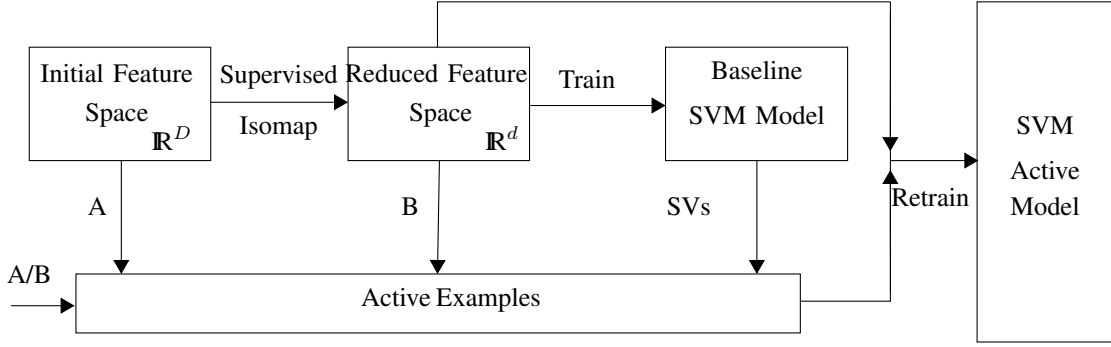 Initial Feature
Space
ℝ^D
Supervised
Isomap
Reduced Feature
Space
ℝ^d
Train
Baseline
SVM Model
SVM
Active
Model
Retrain
A
B
SVs
A/B
Active Examples